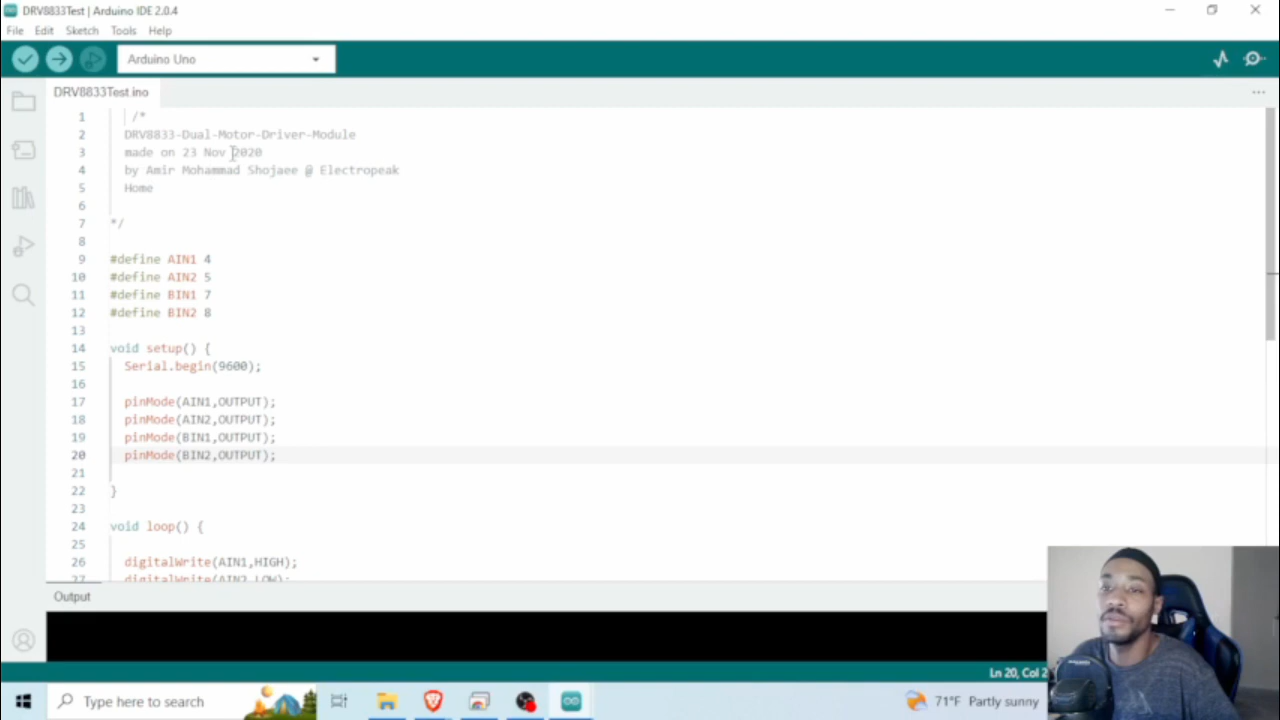 DRV8833Test | Arduino IDE 2.0.4
File Edit Sketch Tools Help
Arduino Uno
DRV8833Test.ino
1 /*
2 DRV8833-Dual-Motor-Driver-Module
3 made on 23 Nov 2020
4 by Amir Mohammad Shojaee @ Electropeak
5 Home
6
7 */
8
9 #define AIN1 4
10 #define AIN2 5
11 #define BIN1 7
12 #define BIN2 8
13
14 void setup() {
15 Serial.begin(9600);
16
17 pinMode(AIN1,OUTPUT);
18 pinMode(AIN2,OUTPUT);
19 pinMode(BIN1,OUTPUT);
20 pinMode(BIN2,OUTPUT);
21
22 }
23
24 void loop() {
25
26 digitalWrite(AIN1,HIGH);
27 digitalWrite(AIN2,LOW);
Output
Ln 20, Col 2
Type here to search
71°F Partly sunny